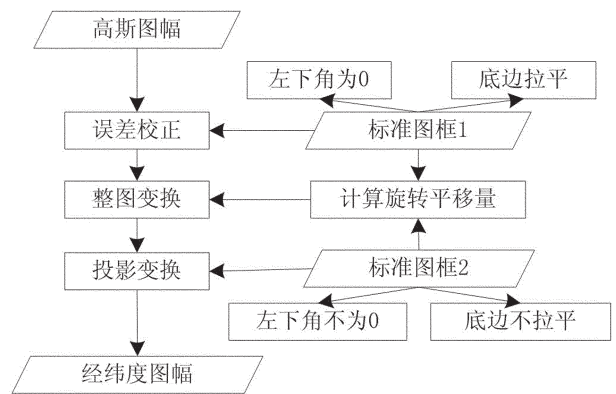 高斯图幅
左下角为0
底边拉平
误差校正
标准图框1
整图变换
计算旋转平移量
投影变换
标准图框2
左下角不为0
底边不拉平
经纬度图幅